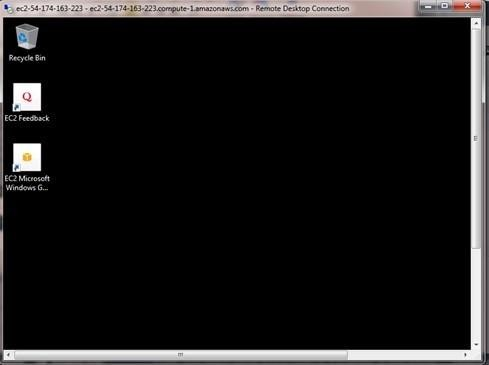 ec2-54-174-163-223 - ec2-54-174-163-223.compute-1.amazonaws.com - Remote Desktop Connection
Recycle Bin
Q
EC2 Feedback
EC2 Microsoft
Windows G...